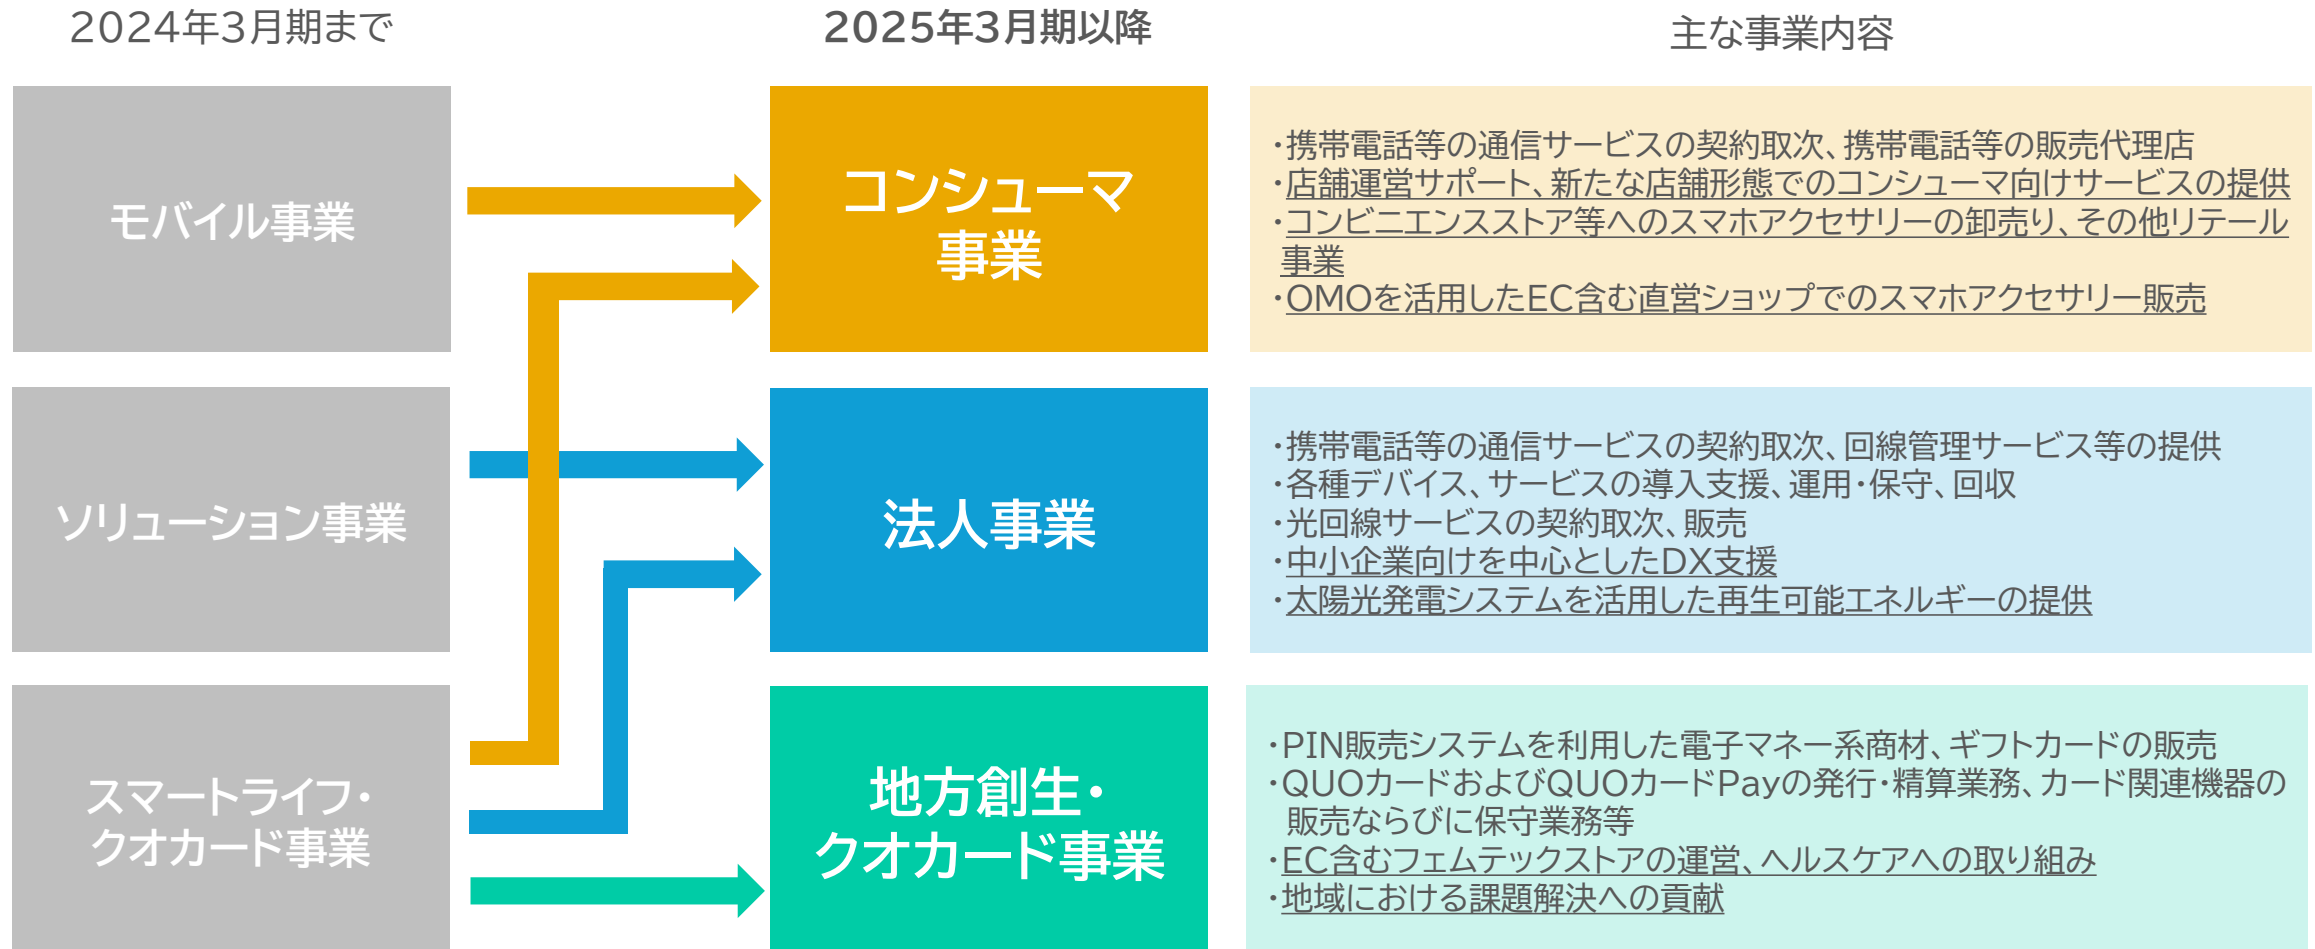 2024年3月期まで
2025年3月期以降
主な事業内容
モバイル事業
コンシューマ
事業
・携帯電話等の通信サービスの契約取次、携帯電話等の販売代理店
・店舗運営サポート、新たな店舗形態でのコンシューマ向けサービスの提供
・コンビニエンスストア等へのスマホアクセサリーの卸売り、その他リテール
事業
・OMOを活用したEC含む直営ショップでのスマホアクセサリー販売
ソリューション事業
法人事業
・携帯電話等の通信サービスの契約取次、回線管理サービス等の提供
・各種デバイス、サービスの導入支援、運用・保守、回収
・光回線サービスの契約取次、販売
・中小企業向けを中心としたDX支援
・太陽光発電システムを活用した再生可能エネルギーの提供
スマートライフ・
クオカード事業
地方創生・
クオカード事業
・PIN販売システムを利用した電子マネー系商材、ギフトカードの販売
・QUOカードおよびQUOカードPayの発行・精算業務、カード関連機器の
販売ならびに保守業務等
・EC含むフェムテックストアの運営、ヘルスケアへの取り組み
・地域における課題解決への貢献